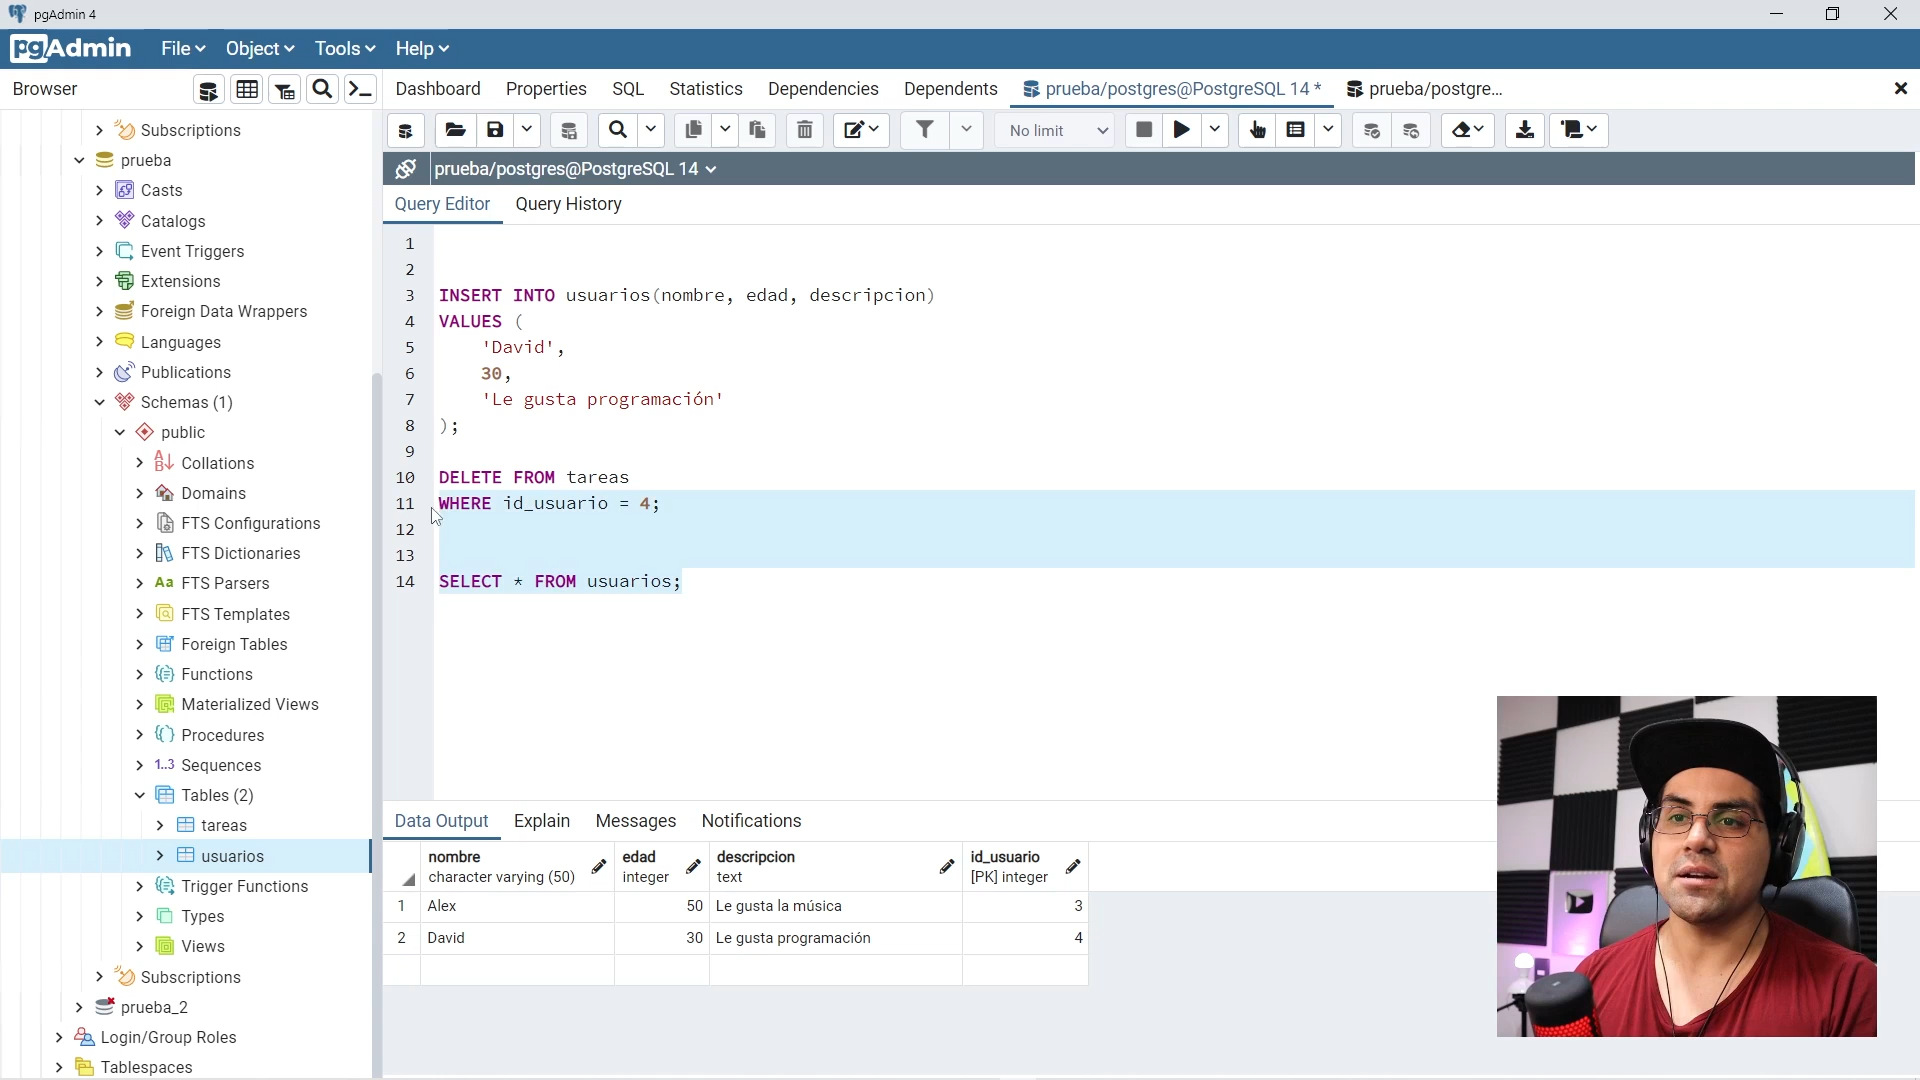 pgAdmin 4
pgAdmin File Object Tools Help
Browser
Dashboard Properties SQL Statistics Dependencies Dependents prueba/postgres@PostgreSQL 14 * prueba/postgre...
No limit
prueba/postgres@PostgreSQL 14
Query Editor Query History
Subscriptions
prueba
Casts
Catalogs
Event Triggers
Extensions
Foreign Data Wrappers
Languages
Publications
Schemas (1)
public
Collations
Domains
FTS Configurations
FTS Dictionaries
Aa FTS Parsers
FTS Templates
Foreign Tables
Functions
Materialized Views
Procedures
1..3 Sequences
Tables (2)
tareas
usuarios
Trigger Functions
Types
Views
Subscriptions
prueba_2
Login/Group Roles
Tablespaces
1
2
3 INSERT INTO usuarios(nombre, edad, descripcion)
4 VALUES (
5 'David',
6 30,
7 'Le gusta programación'
8 );
9
10 DELETE FROM tareas
11 WHERE id_usuario = 4;
12
13
14 SELECT * FROM usuarios;
Data Output Explain Messages Notifications
nombre edad descripcion id_usuario
character varying (50) integer text [PK] integer
1 Alex 50 Le gusta la música 3
2 David 30 Le gusta programación 4